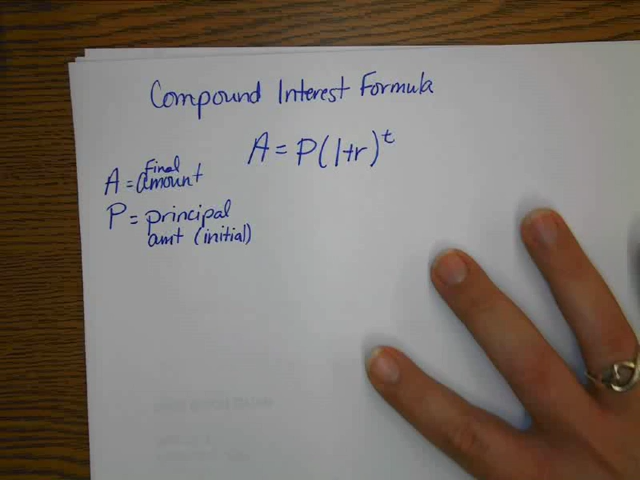 Compound Interest Formula
A = P(1+r)^t
A = final amount
P = principal
amt (initial)